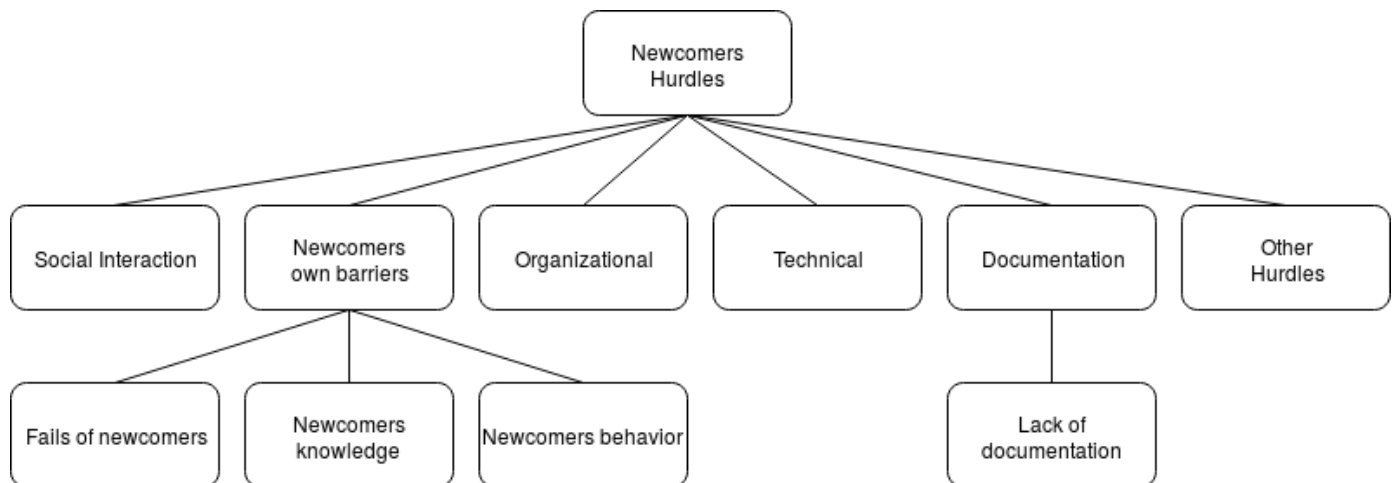 Newcomers
Hurdles
Social Interaction
Newcomers
own barriers
Organizational
Technical
Documentation
Other
Hurdles
Fails of newcomers
Newcomers
knowledge
Newcomers behavior
Lack of
documentation